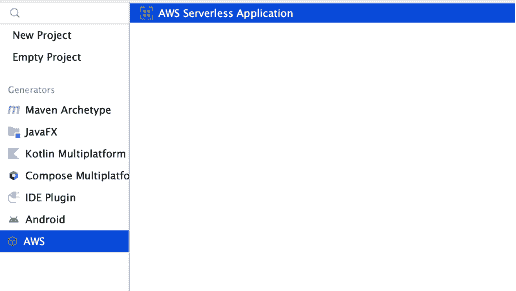 AWS Serverless Application
New Project
Empty Project
Generators
Maven Archetype
JavaFX
Kotlin Multiplatform
Compose Multiplatfo
IDE Plugin
Android
AWS